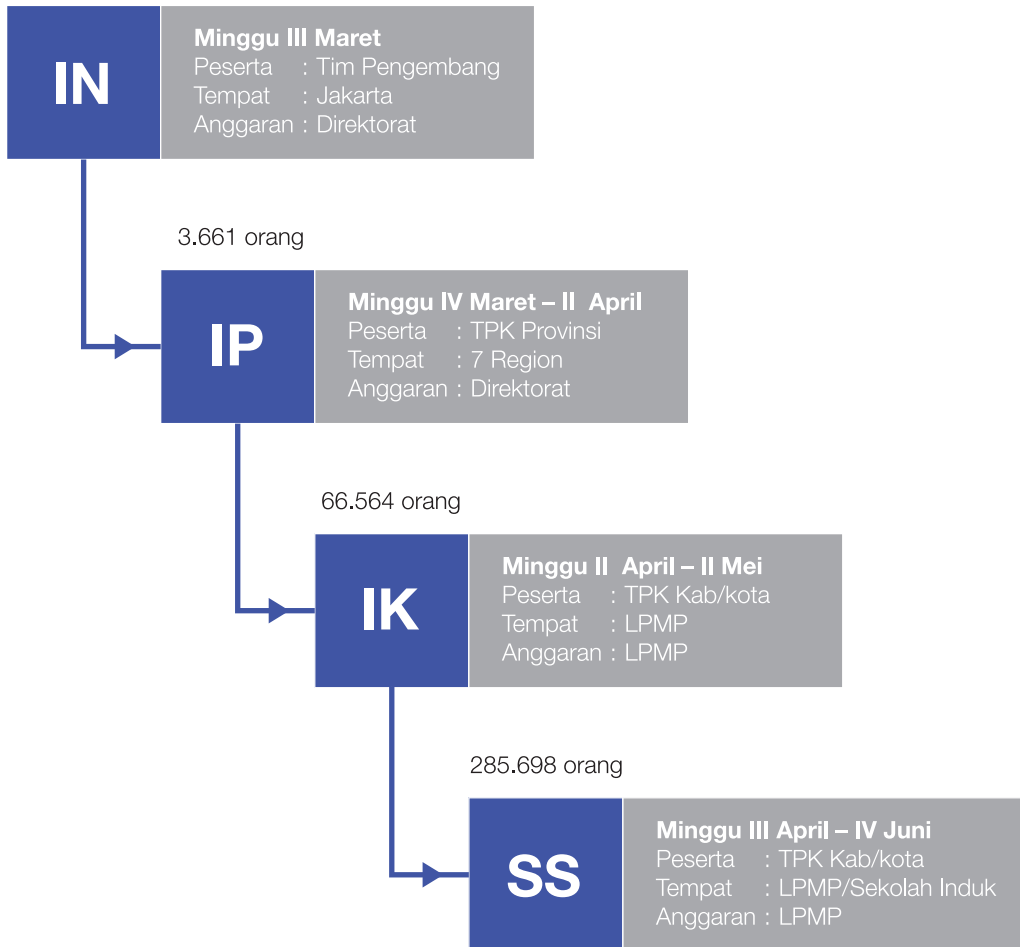 IN
Minggu III Maret
Peserta : Tim Pengembang
Tempat : Jakarta
Anggaran : Direktorat
3.661 orang
IP
Minggu IV Maret – II April
Peserta : TPK Provinsi
Tempat : 7 Region
Anggaran : Direktorat
66.564 orang
IK
Minggu II April – II Mei
Peserta : TPK Kab/kota
Tempat : LPMP
Anggaran : LPMP
285.698 orang
SS
Minggu III April – IV Juni
Peserta : TPK Kab/kota
Tempat : LPMP/Sekolah Induk
Anggaran : LPMP